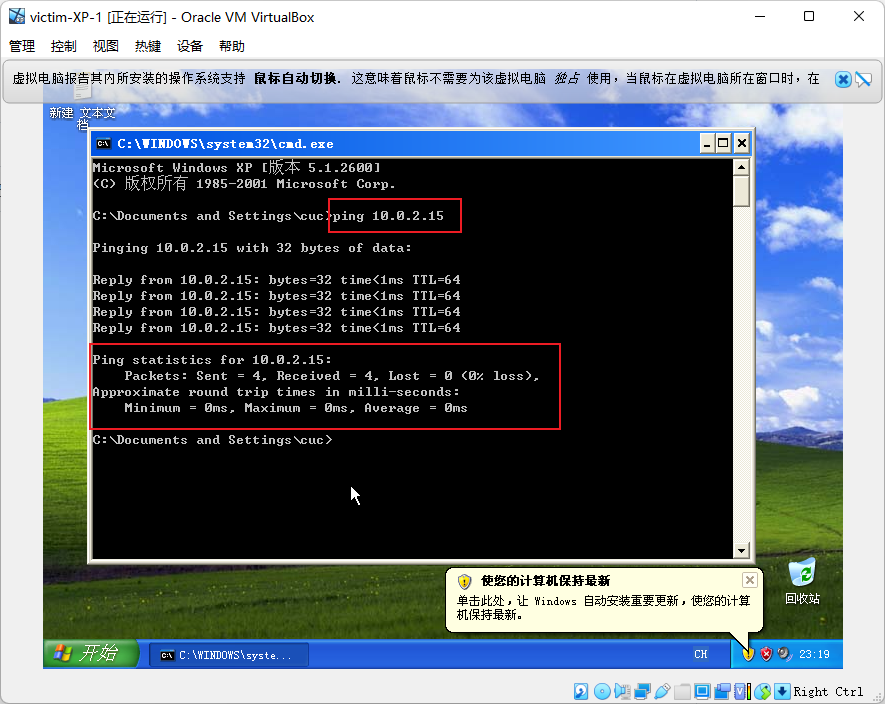 victim-XP-1 [正在运行] - Oracle VM VirtualBox
管理 控制 视图 热键 设备 帮助
虚拟电脑报告其内所安装的操作系统支持 鼠标自动切换. 这意味着鼠标不需要为该虚拟电脑 独占 使用，当鼠标在虚拟电脑所在窗口时，在
新建 文本文
档
C:\WINDOWS\system32\cmd.exe
Microsoft Windows XP [版本 5.1.2600]
(C) 版权所有 1985-2001 Microsoft Corp.
C:\Documents and Settings\cuc>ping 10.0.2.15
Pinging 10.0.2.15 with 32 bytes of data:
Reply from 10.0.2.15: bytes=32 time<1ms TTL=64
Reply from 10.0.2.15: bytes=32 time<1ms TTL=64
Reply from 10.0.2.15: bytes=32 time<1ms TTL=64
Reply from 10.0.2.15: bytes=32 time<1ms TTL=64
Ping statistics for 10.0.2.15:
Packets: Sent = 4, Received = 4, Lost = 0 (0% loss),
Approximate round trip times in milli-seconds:
Minimum = 0ms, Maximum = 0ms, Average = 0ms
C:\Documents and Settings\cuc>
使您的计算机保持最新
单击此处，让 Windows 自动安装重要更新，使您的计算
机保持最新。
回收站
开始
C:\WINDOWS\syste...
CH
23:19
Right Ctrl